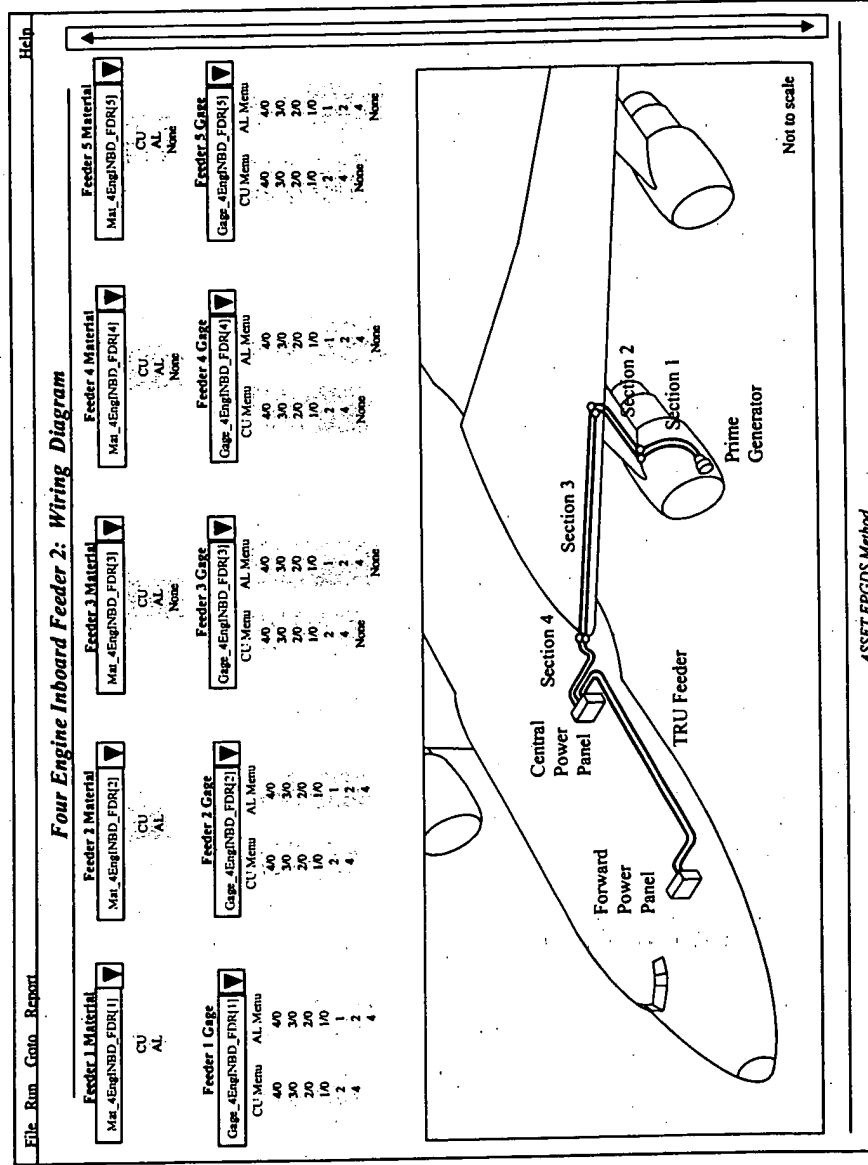 File Run Goto Report Help
Four Engine Inboard Feeder 2: Wiring Diagram
Feeder 1 Material
Mat_4EngINBD_FDR[1]
CU
AL
Feeder 2 Material
Mat_4EngINBD_FDR[2]
CU
AL
Feeder 3 Material
Mat_4EngINBD_FDR[3]
CU
AL
None
Feeder 4 Material
Mat_4EngINBD_FDR[4]
CU
AL
None
Feeder 5 Material
Mat_4EngINBD_FDR[5]
CU
AL
None
Feeder 1 Gage
Gage_4EngINBD_FDR[1]
CU Menu
4/0
3/0
2/0
1/0
2
4
AL Menu
4/0
3/0
2/0
1/0
1
2
4
Feeder 2 Gage
Gage_4EngINBD_FDR[2]
CU Menu
4/0
3/0
2/0
1/0
2
4
AL Menu
4/0
3/0
2/0
1/0
1
2
4
Feeder 3 Gage
Gage_4EngINBD_FDR[3]
CU Menu
4/0
3/0
2/0
1/0
2
4
None
AL Menu
4/0
3/0
2/0
1/0
1
2
4
None
Feeder 4 Gage
Gage_4EngINBD_FDR[4]
CU Menu
4/0
3/0
2/0
1/0
2
4
None
AL Menu
4/0
3/0
2/0
1/0
1
2
4
None
Feeder 5 Gage
Gage_4EngINBD_FDR[5]
CU Menu
4/0
3/0
2/0
1/0
2
4
None
AL Menu
4/0
3/0
2/0
1/0
1
2
4
None
Forward
Power
Panel
Central
Power
Panel
Section 4
Section 3
Section 2
Section 1
TRU Feeder
Prime
Generator
Not to scale
ASSET EPGDS Method